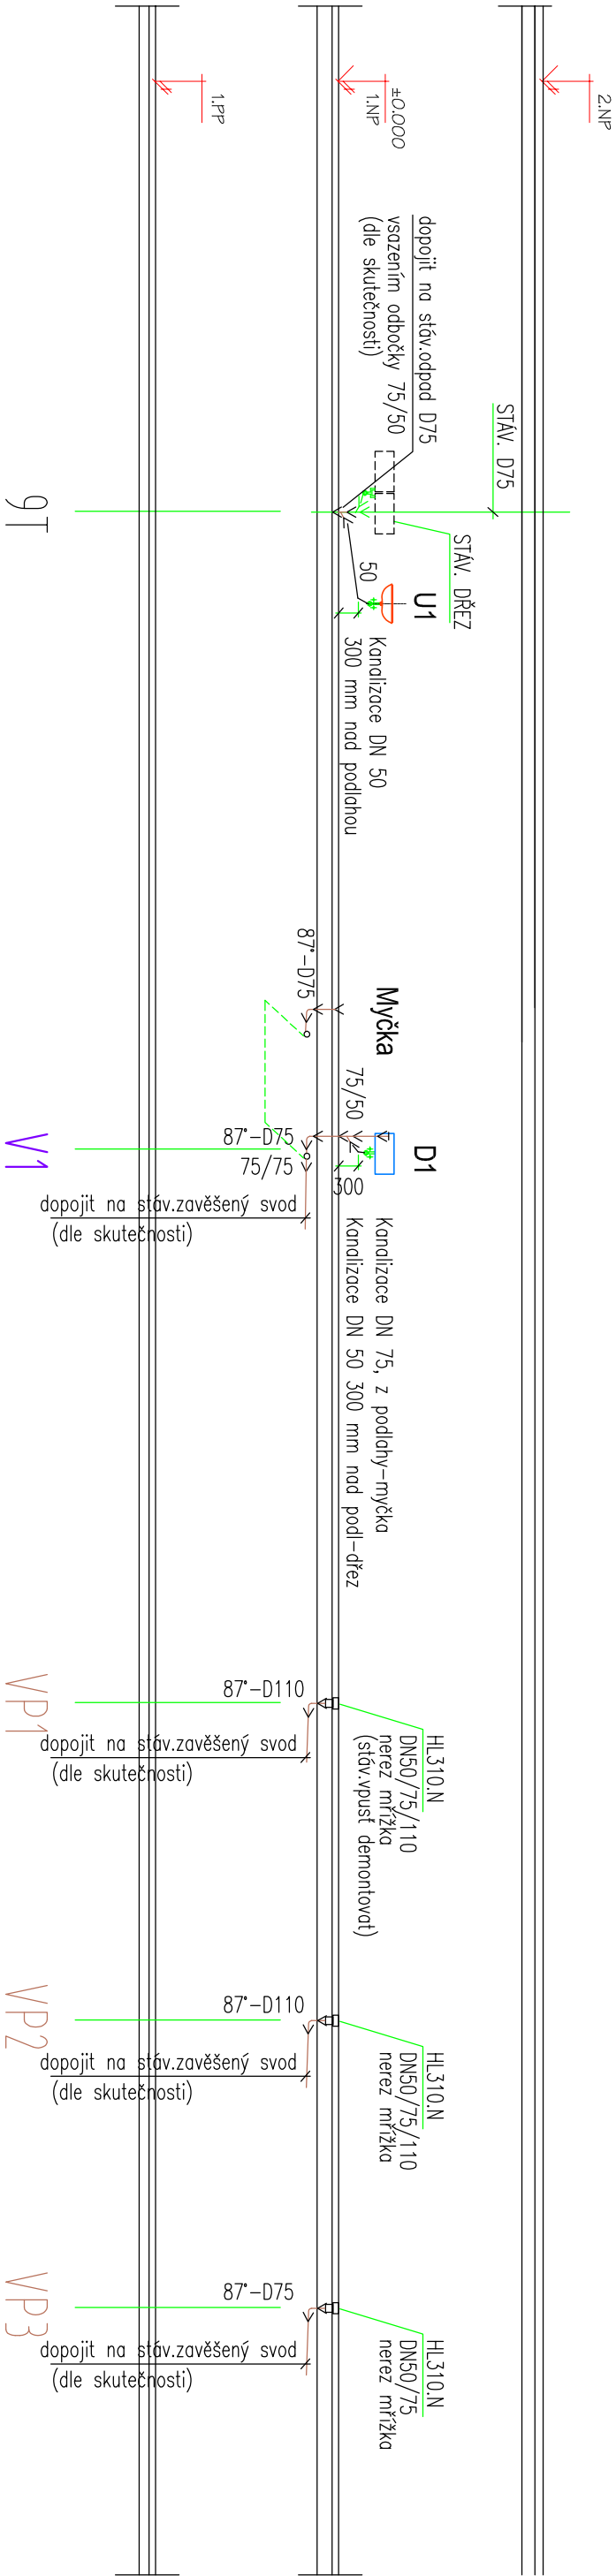 2.NP
±0.000
1.NP
1.PP
STÁV. D75
dopojit na stáv.odpad D75
vsazením odbočky 75/50
(dle skutečnosti)
STÁV. DŘEZ
U1
50
Kanalizace DN 50
300 mm nad podlahou
9T
Myčka
87°-D75
D1
75/50
300
87°-D75
75/75
dopojit na stáv.zavěšený svod
(dle skutečnosti)
Kanalizace DN 75, z podlahy-myčka
Kanalizace DN 50 300 mm nad podl-dřez
V1
HL310.N
DN50/75/110
nerez mřížka
(stáv.vpusť demontovat)
87°-D110
dopojit na stáv.zavěšený svod
(dle skutečnosti)
VP1
HL310.N
DN50/75/110
nerez mřížka
87°-D110
dopojit na stáv.zavěšený svod
(dle skutečnosti)
VP2
HL310.N
DN50/75
nerez mřížka
87°-D75
dopojit na stáv.zavěšený svod
(dle skutečnosti)
VP3